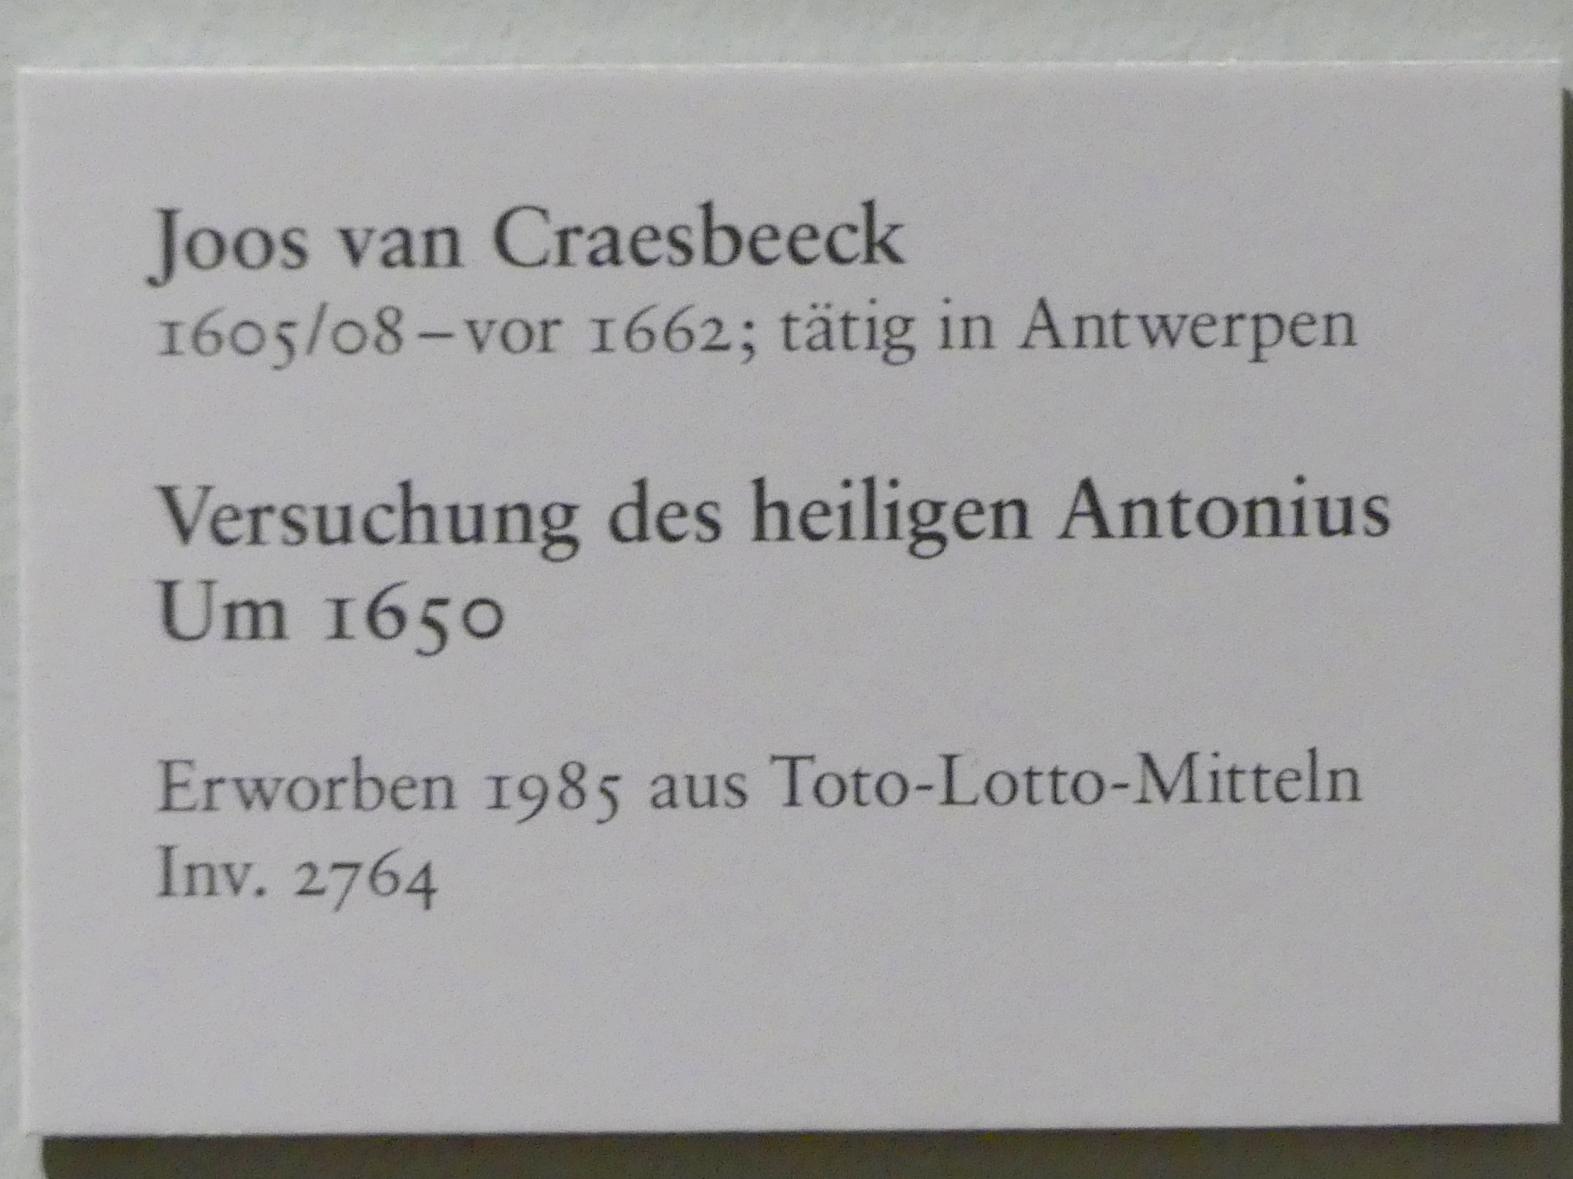 Joos van Craesbeeck
1605/08–vor 1662; tätig in Antwerpen
Versuchung des heiligen Antonius
Um 1650
Erworben 1985 aus Toto-Lotto-Mitteln
Inv. 2764